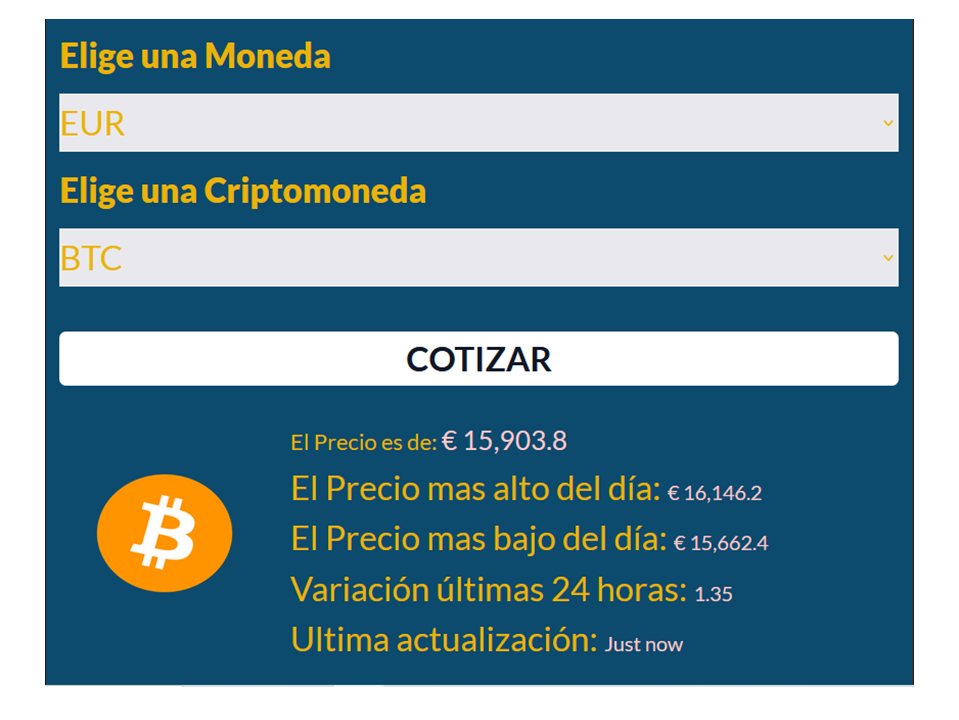 Elige una Moneda
EUR
Elige una Criptomoneda
BTC
COTIZAR
El Precio es de: € 15,903.8
El Precio mas alto del día: € 16,146.2
El Precio mas bajo del día: € 15,662.4
Variación últimas 24 horas: 1.35
Ultima actualización: Just now